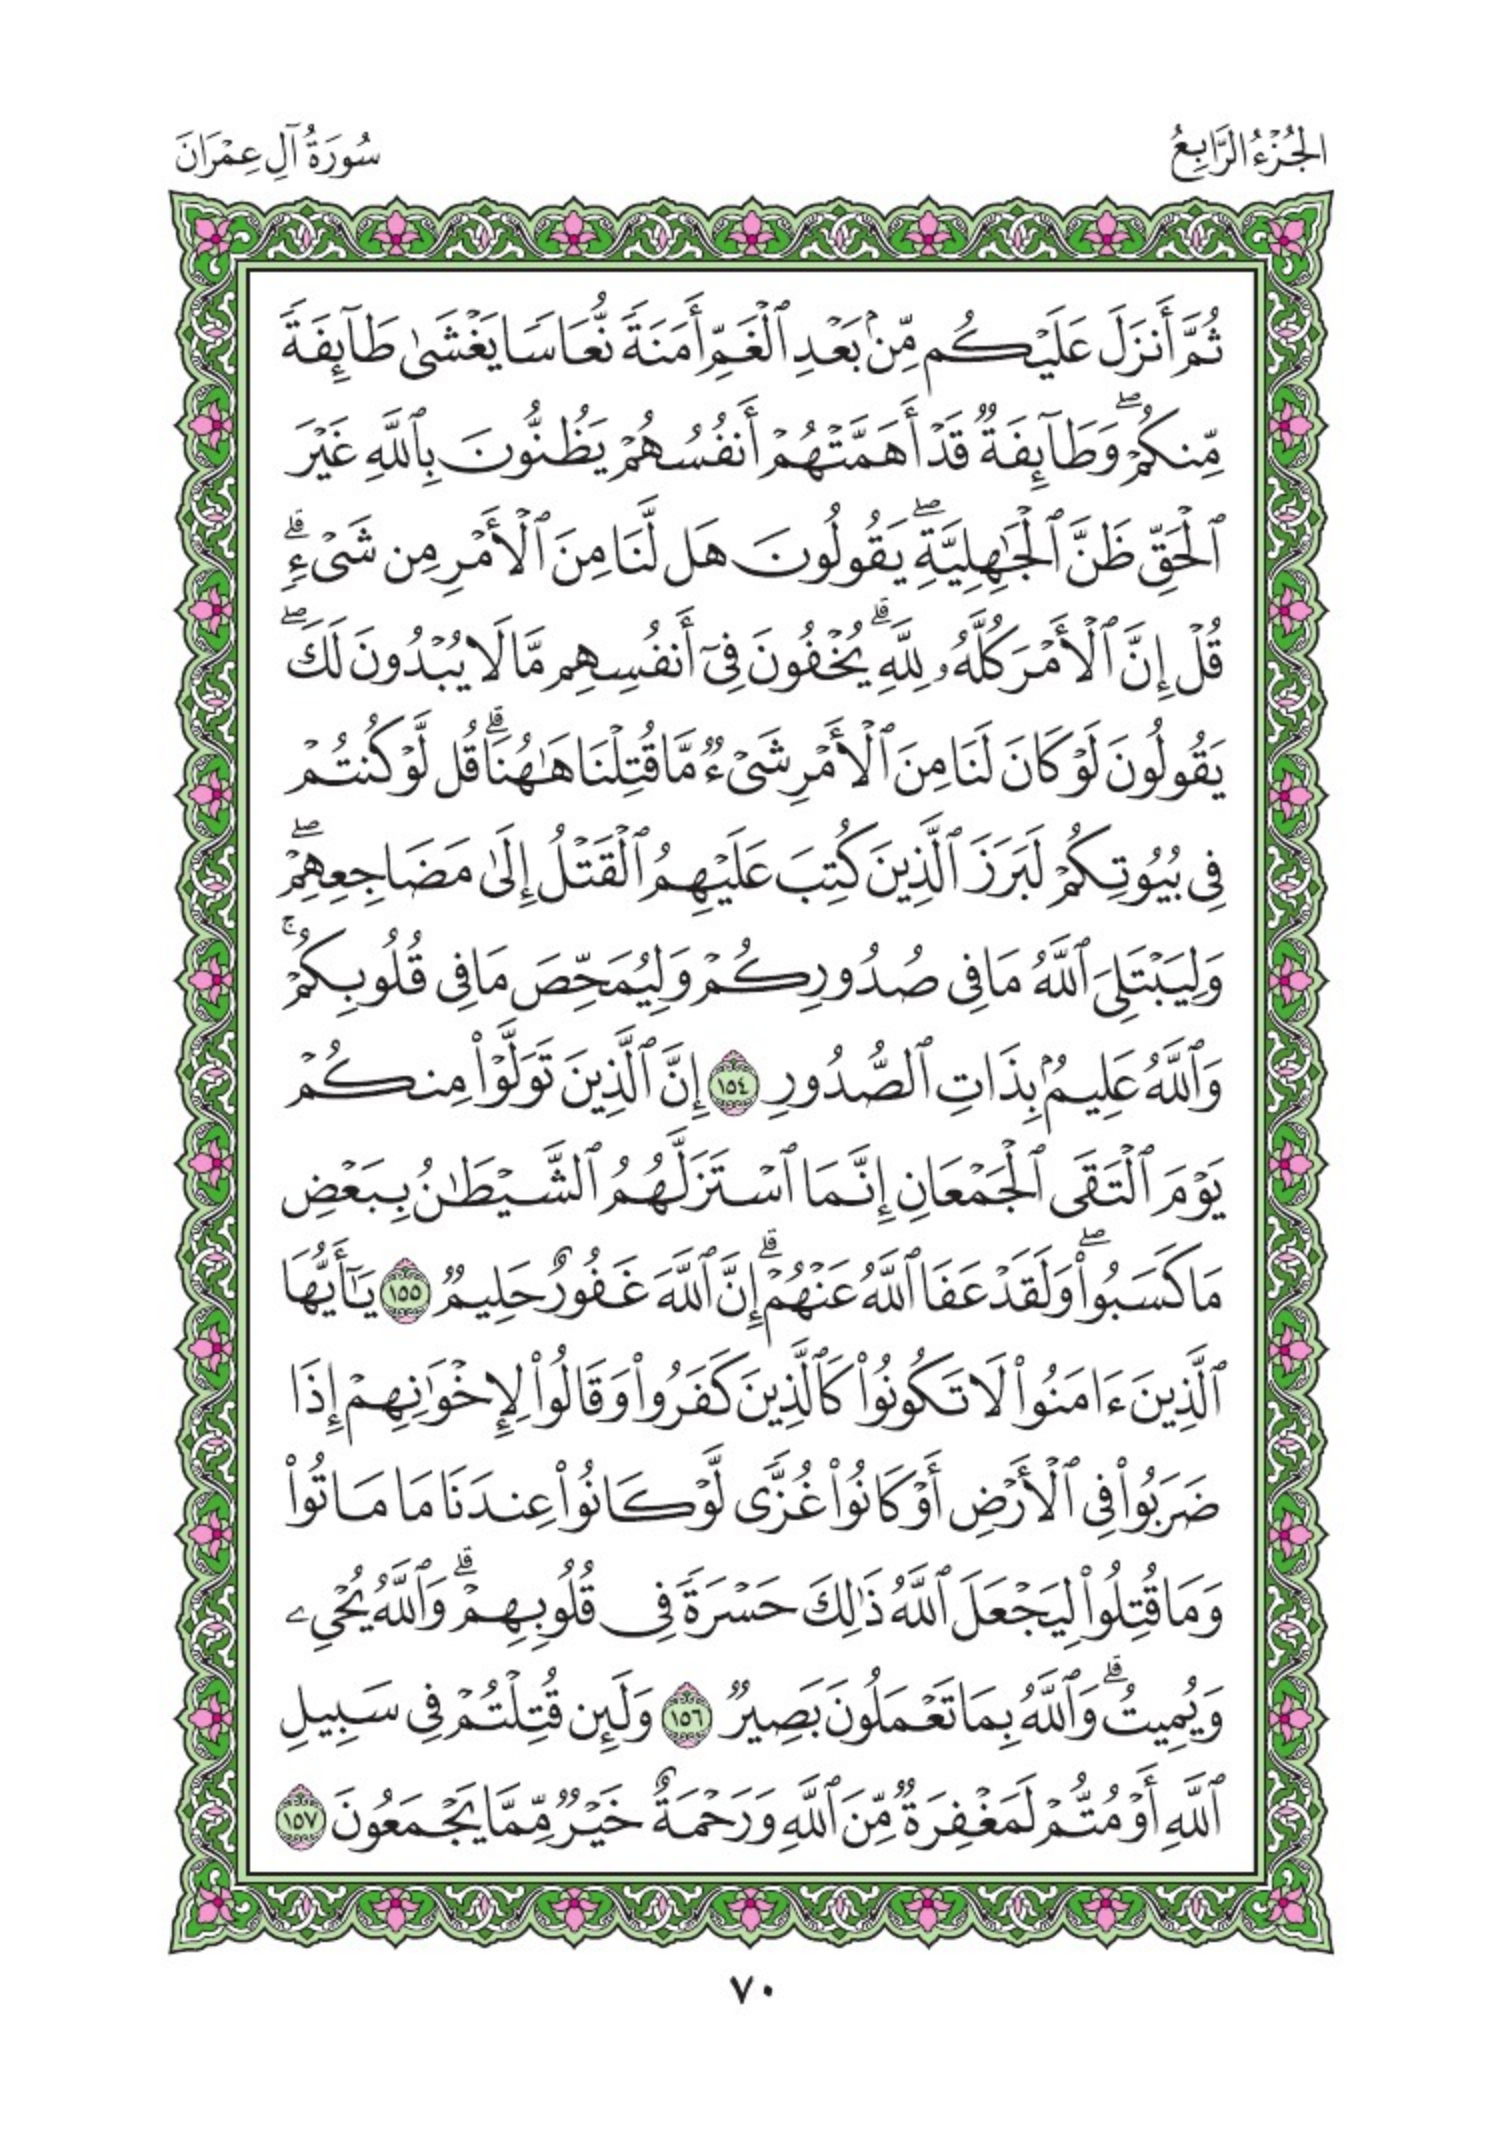 الجُزْءُ الرَّابِعُ
سُورَةُ آلِ عِمْرَانَ
ثُمَّ أَنزَلَ عَلَيْكُم مِّنۢ بَعْدِ ٱلْغَمِّ أَمَنَةً نُّعَاسًا يَغْشَىٰ طَآئِفَةً
مِّنكُمْ ۖ وَطَآئِفَةٌ قَدْ أَهَمَّتْهُمْ أَنفُسُهُمْ يَظُنُّونَ بِٱللَّهِ غَيْرَ
ٱلْحَقِّ ظَنَّ ٱلْجَٰهِلِيَّةِ ۖ يَقُولُونَ هَل لَّنَا مِنَ ٱلْأَمْرِ مِن شَىْءٍ ۗ
قُلْ إِنَّ ٱلْأَمْرَ كُلَّهُۥ لِلَّهِ ۗ يُخْفُونَ فِىٓ أَنفُسِهِم مَّا لَا يُبْدُونَ لَكَ ۖ
يَقُولُونَ لَوْ كَانَ لَنَا مِنَ ٱلْأَمْرِ شَىْءٌ مَّا قُتِلْنَا هَٰهُنَا ۗ قُل لَّوْ كُنتُمْ
فِى بُيُوتِكُمْ لَبَرَزَ ٱلَّذِينَ كُتِبَ عَلَيْهِمُ ٱلْقَتْلُ إِلَىٰ مَضَاجِعِهِمْ ۖ
وَلِيَبْتَلِىَ ٱللَّهُ مَا فِى صُدُورِكُمْ وَلِيُمَحِّصَ مَا فِى قُلُوبِكُمْ ۚ
وَٱللَّهُ عَلِيمٌۢ بِذَاتِ ٱلصُّدُورِ ١٥٤ إِنَّ ٱلَّذِينَ تَوَلَّوْا۟ مِنكُمْ
يَوْمَ ٱلْتَقَى ٱلْجَمْعَانِ إِنَّمَا ٱسْتَزَلَّهُمُ ٱلشَّيْطَٰنُ بِبَعْضِ
مَا كَسَبُوا۟ ۖ وَلَقَدْ عَفَا ٱللَّهُ عَنْهُمْ ۗ إِنَّ ٱللَّهَ غَفُورٌ حَلِيمٌ ١٥٥ يَٰٓأَيُّهَا
ٱلَّذِينَ ءَامَنُوا۟ لَا تَكُونُوا۟ كَٱلَّذِينَ كَفَرُوا۟ وَقَالُوا۟ لِإِخْوَٰنِهِمْ إِذَا
ضَرَبُوا۟ فِى ٱلْأَرْضِ أَوْ كَانُوا۟ غُزًّى لَّوْ كَانُوا۟ عِندَنَا مَا مَاتُوا۟
وَمَا قُتِلُوا۟ لِيَجْعَلَ ٱللَّهُ ذَٰلِكَ حَسْرَةً فِى قُلُوبِهِمْ ۗ وَٱللَّهُ يُحْىِۦ
وَيُمِيتُ ۗ وَٱللَّهُ بِمَا تَعْمَلُونَ بَصِيرٌ ١٥٦ وَلَئِن قُتِلْتُمْ فِى سَبِيلِ
ٱللَّهِ أَوْ مُتُّمْ لَمَغْفِرَةٌ مِّنَ ٱللَّهِ وَرَحْمَةٌ خَيْرٌ مِّمَّا يَجْمَعُونَ ١٥٧
٧٠